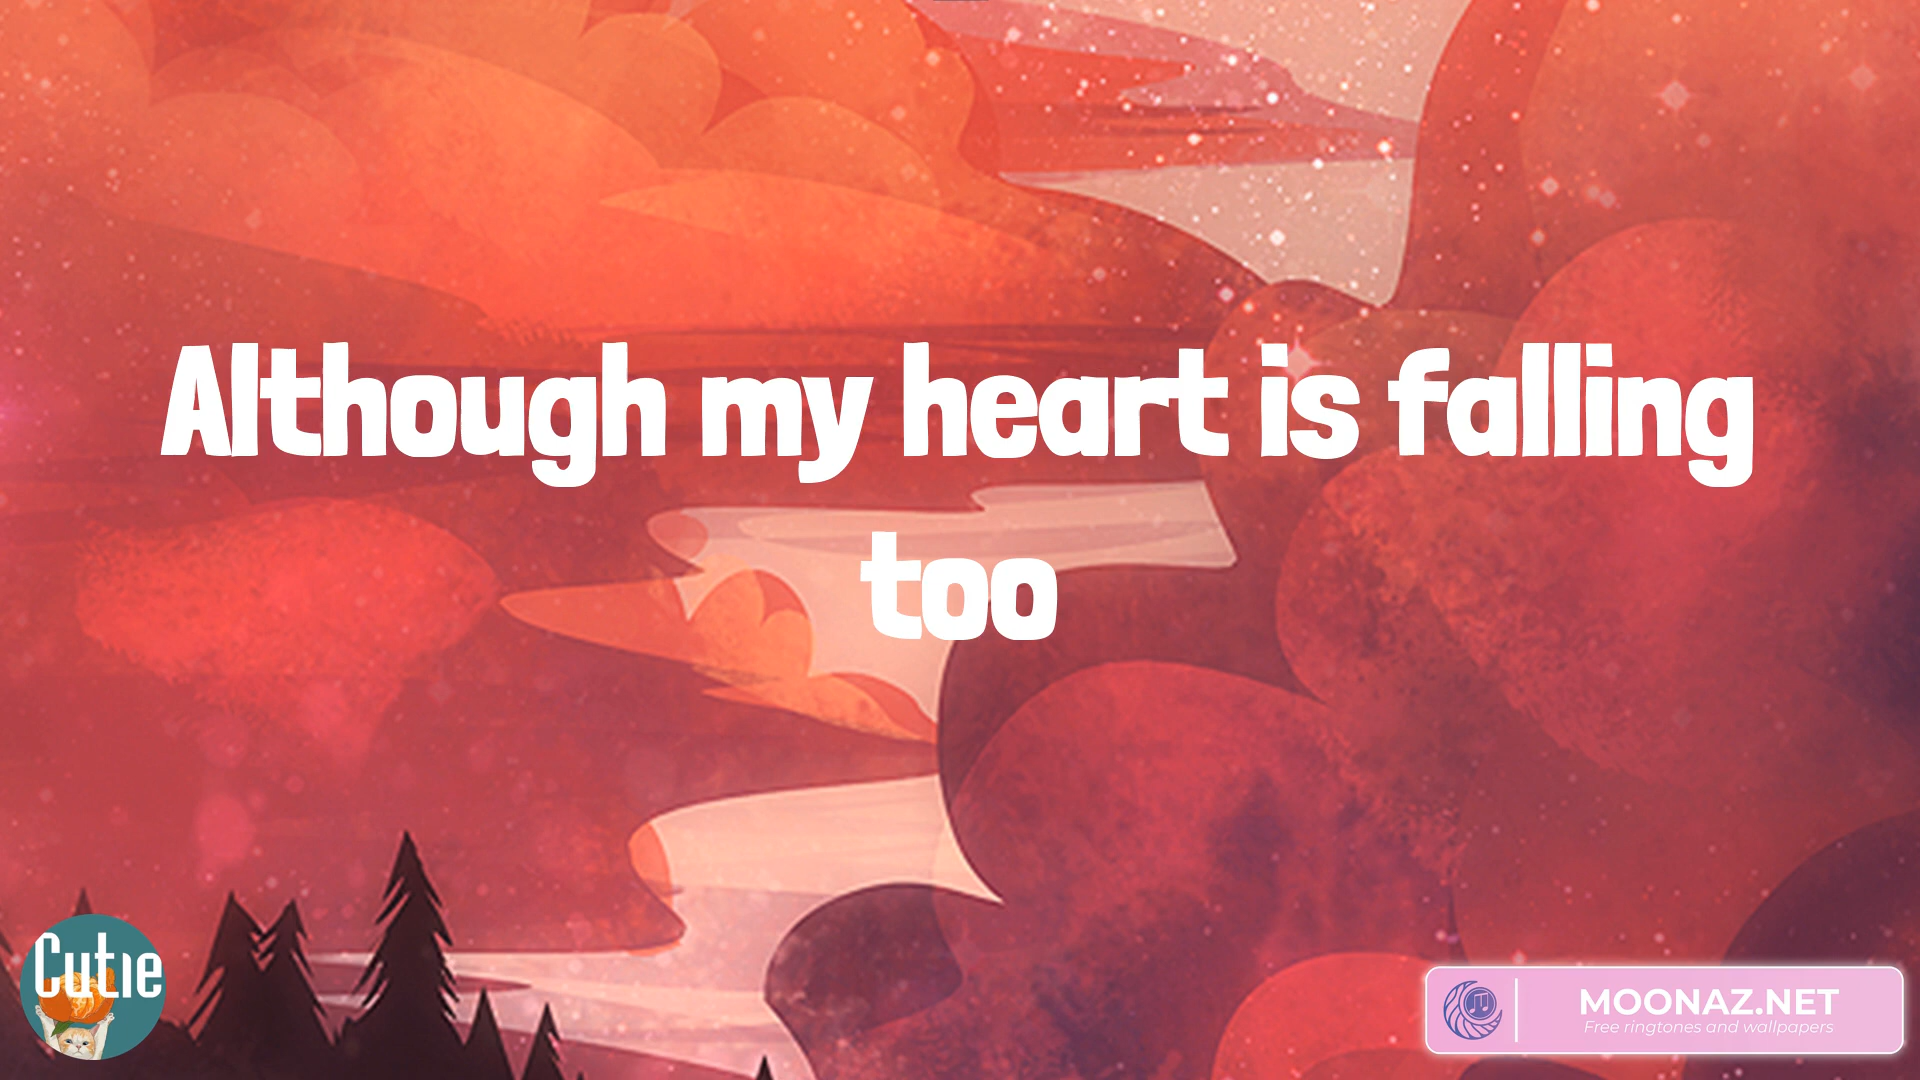 Although my heart is falling
too
Cutie
MOONAZ.NET
Free ringtones and wallpapers